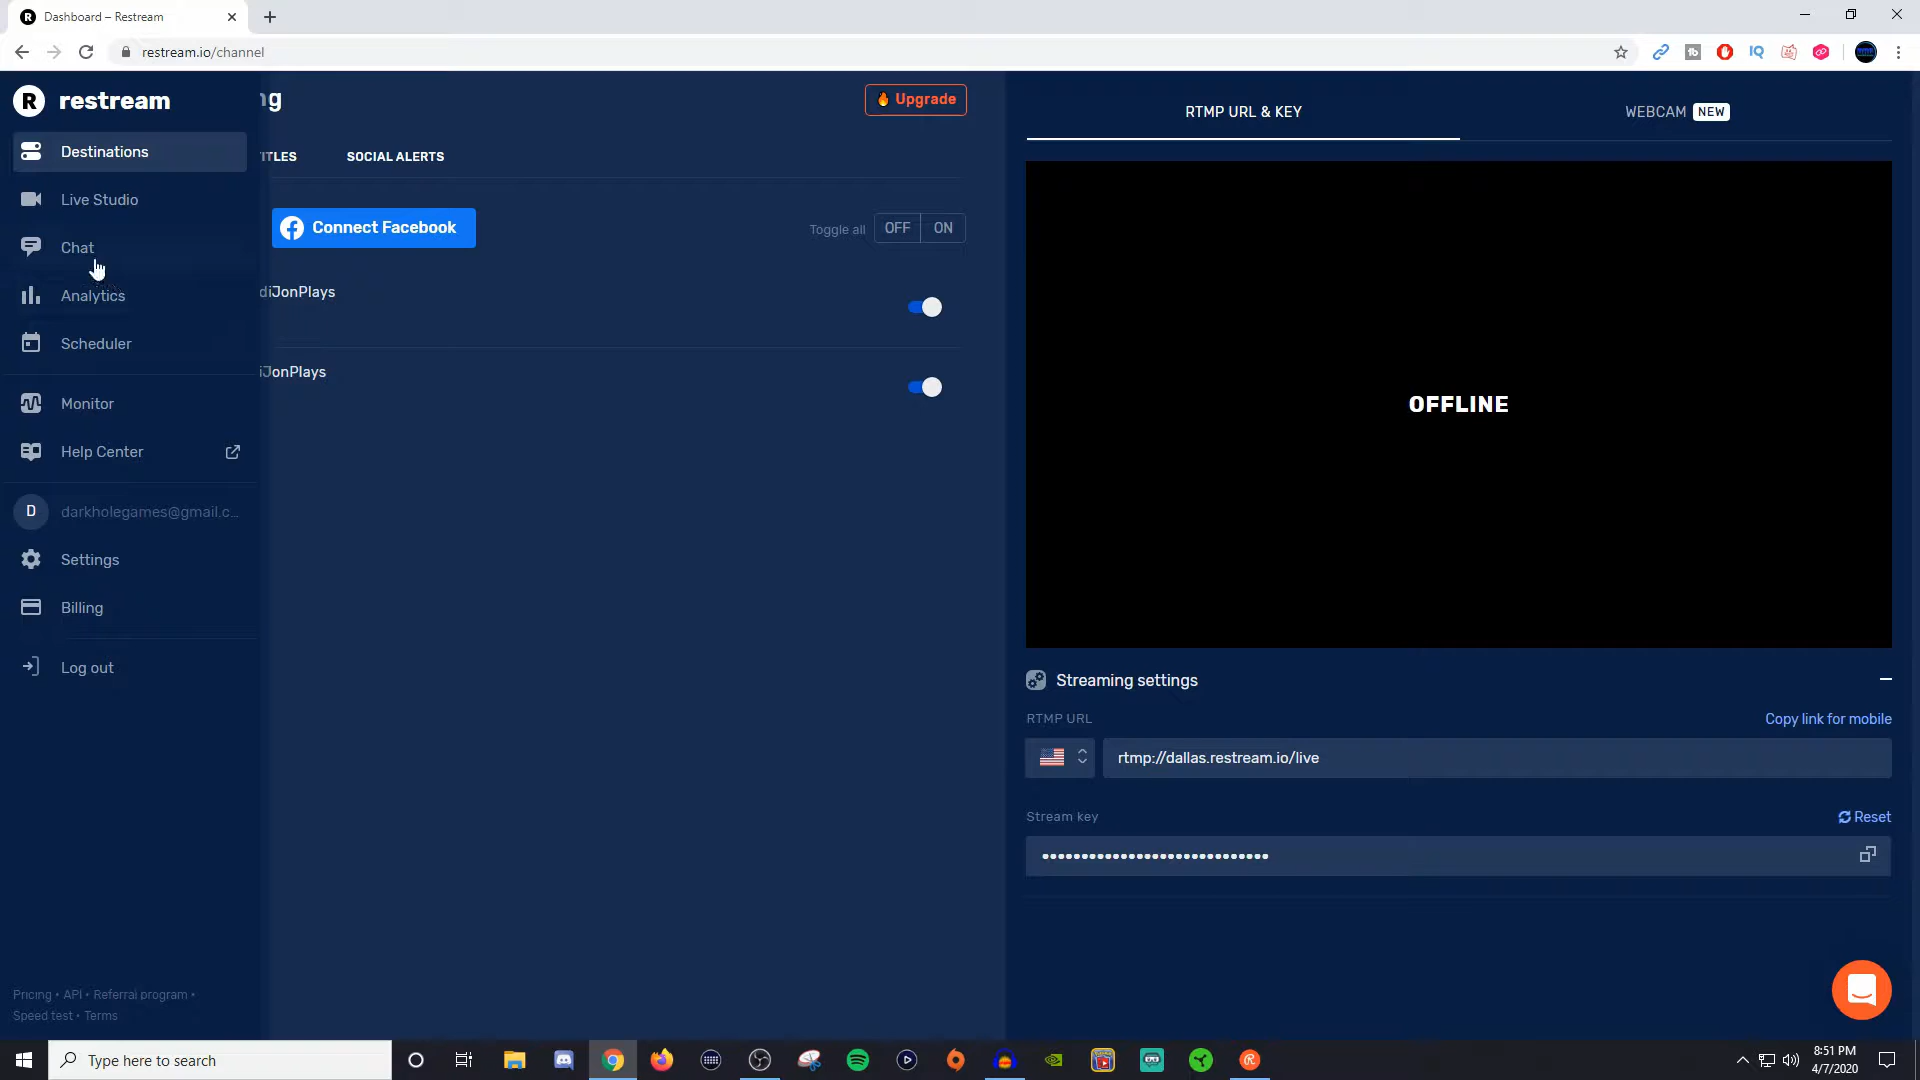 Dashboard – Restream
restream.io/channel
restream
ng
Upgrade
Destinations
TITLES
SOCIAL ALERTS
Live Studio
Connect Facebook
Toggle all
OFF
ON
Chat
Analytics
diJonPlays
Scheduler
iJonPlays
Monitor
Help Center
D
darkholegames@gmail.c...
Settings
Billing
Log out
Pricing • API • Referral program •
Speed test • Terms
RTMP URL & KEY
WEBCAM NEW
OFFLINE
Streaming settings
RTMP URL
Copy link for mobile
rtmp://dallas.restream.io/live
Stream key
Reset
•••••••••••••••••••••••••••••
Type here to search
8:51 PM
4/7/2020